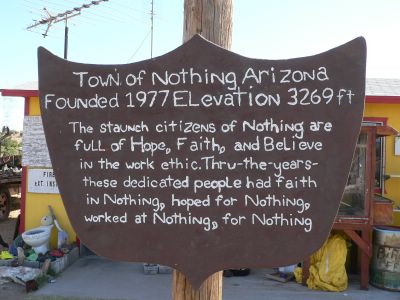 Town of Nothing Arizona
Founded 1977 Elevation 3269 ft
The staunch citizens of Nothing are
full of Hope, Faith, and Believe
in the work ethic. Thru-the-years-
these dedicated people had faith
in Nothing, hoped for Nothing,
worked at Nothing, for Nothing
FIRE